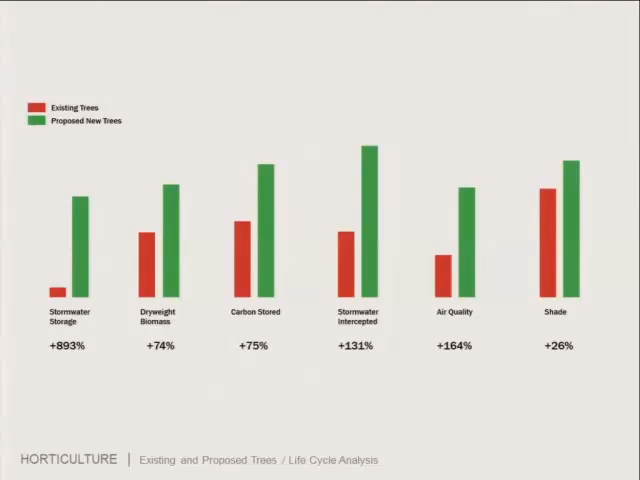 Existing Trees
Proposed New Trees
Stormwater Storage
Dryweight Biomass
Carbon Stored
Stormwater Intercepted
Air Quality
Shade
+893%
+74%
+75%
+131%
+164%
+26%
HORTICULTURE | Existing and Proposed Trees / Life Cycle Analysis